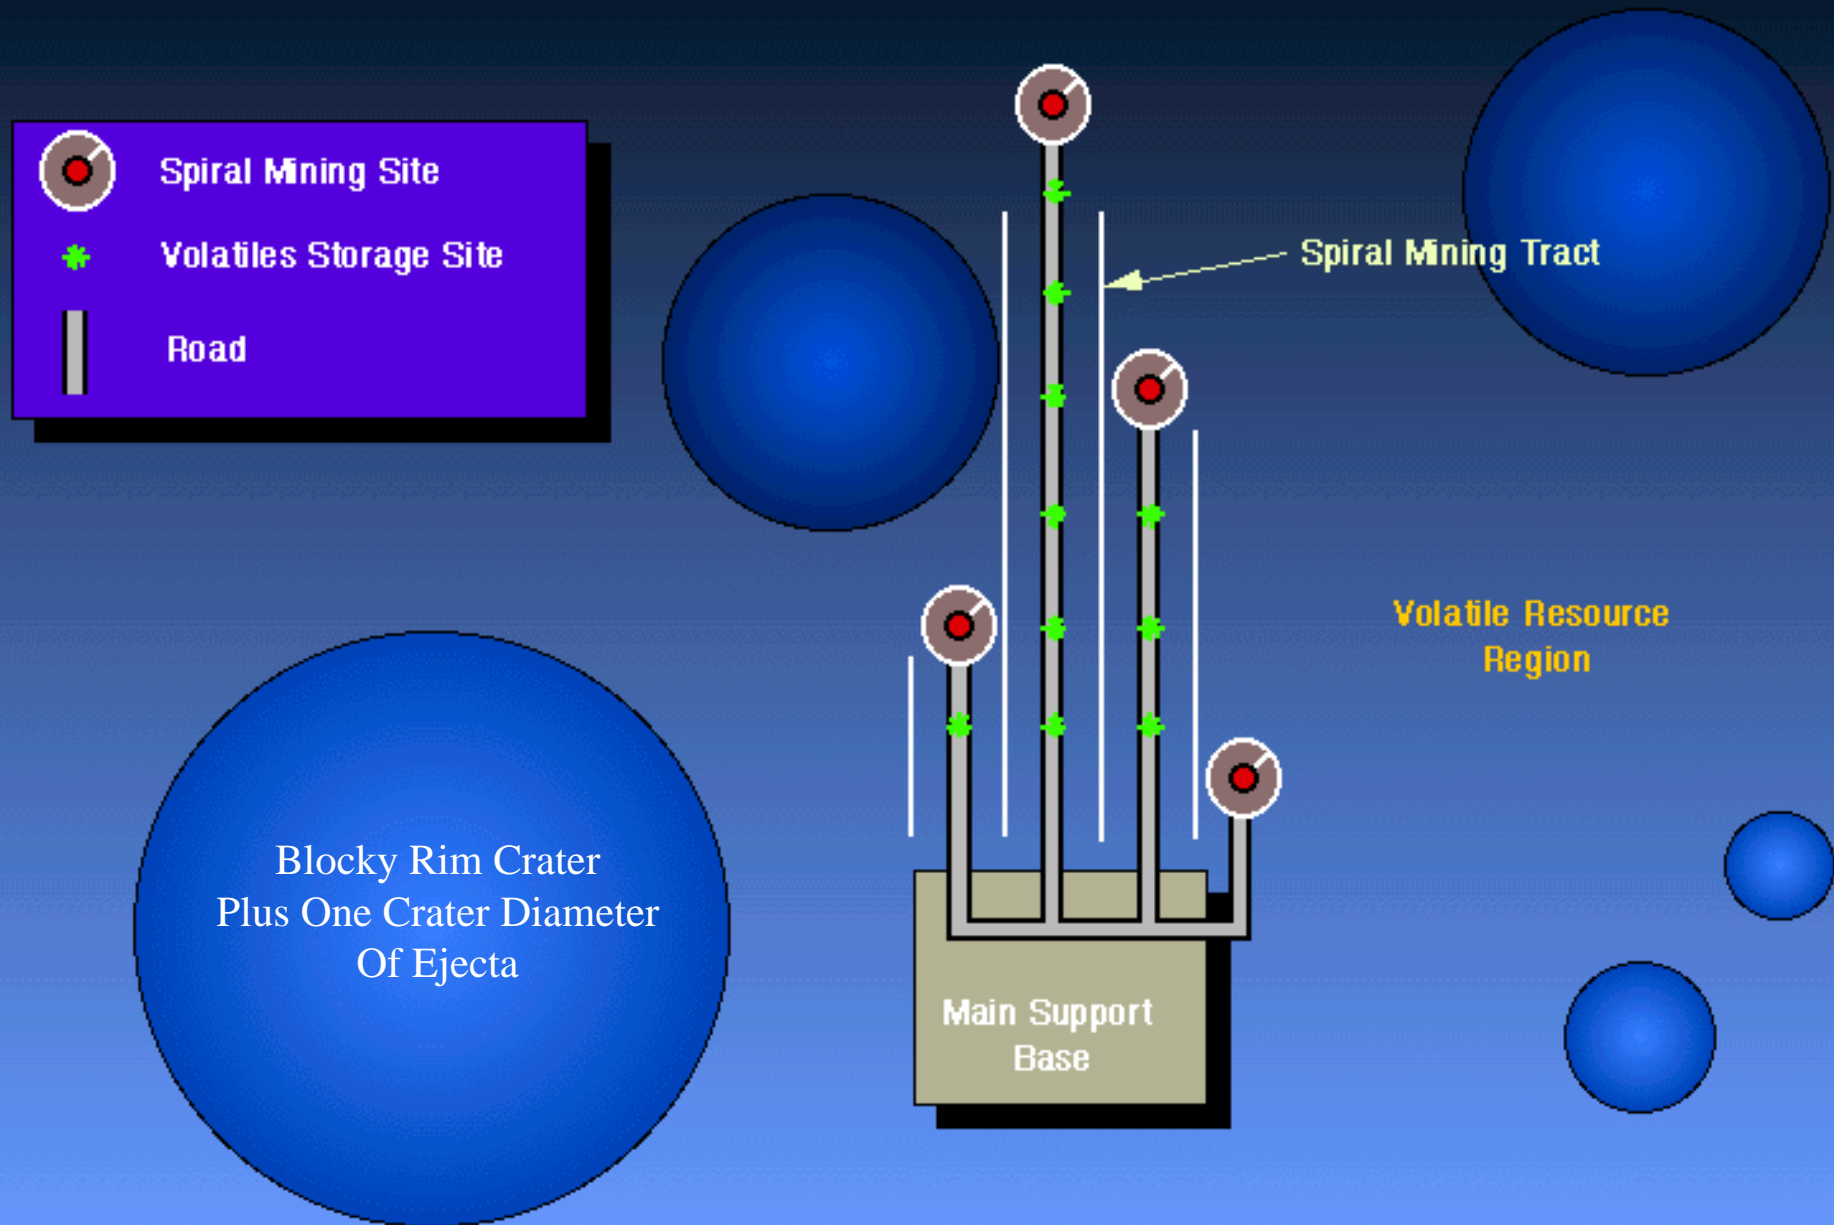 Spiral Mining Site
Volatiles Storage Site
Road
Spiral Mining Tract
Volatile Resource
Region
Blocky Rim Crater
Plus One Crater Diameter
Of Ejecta
Main Support
Base